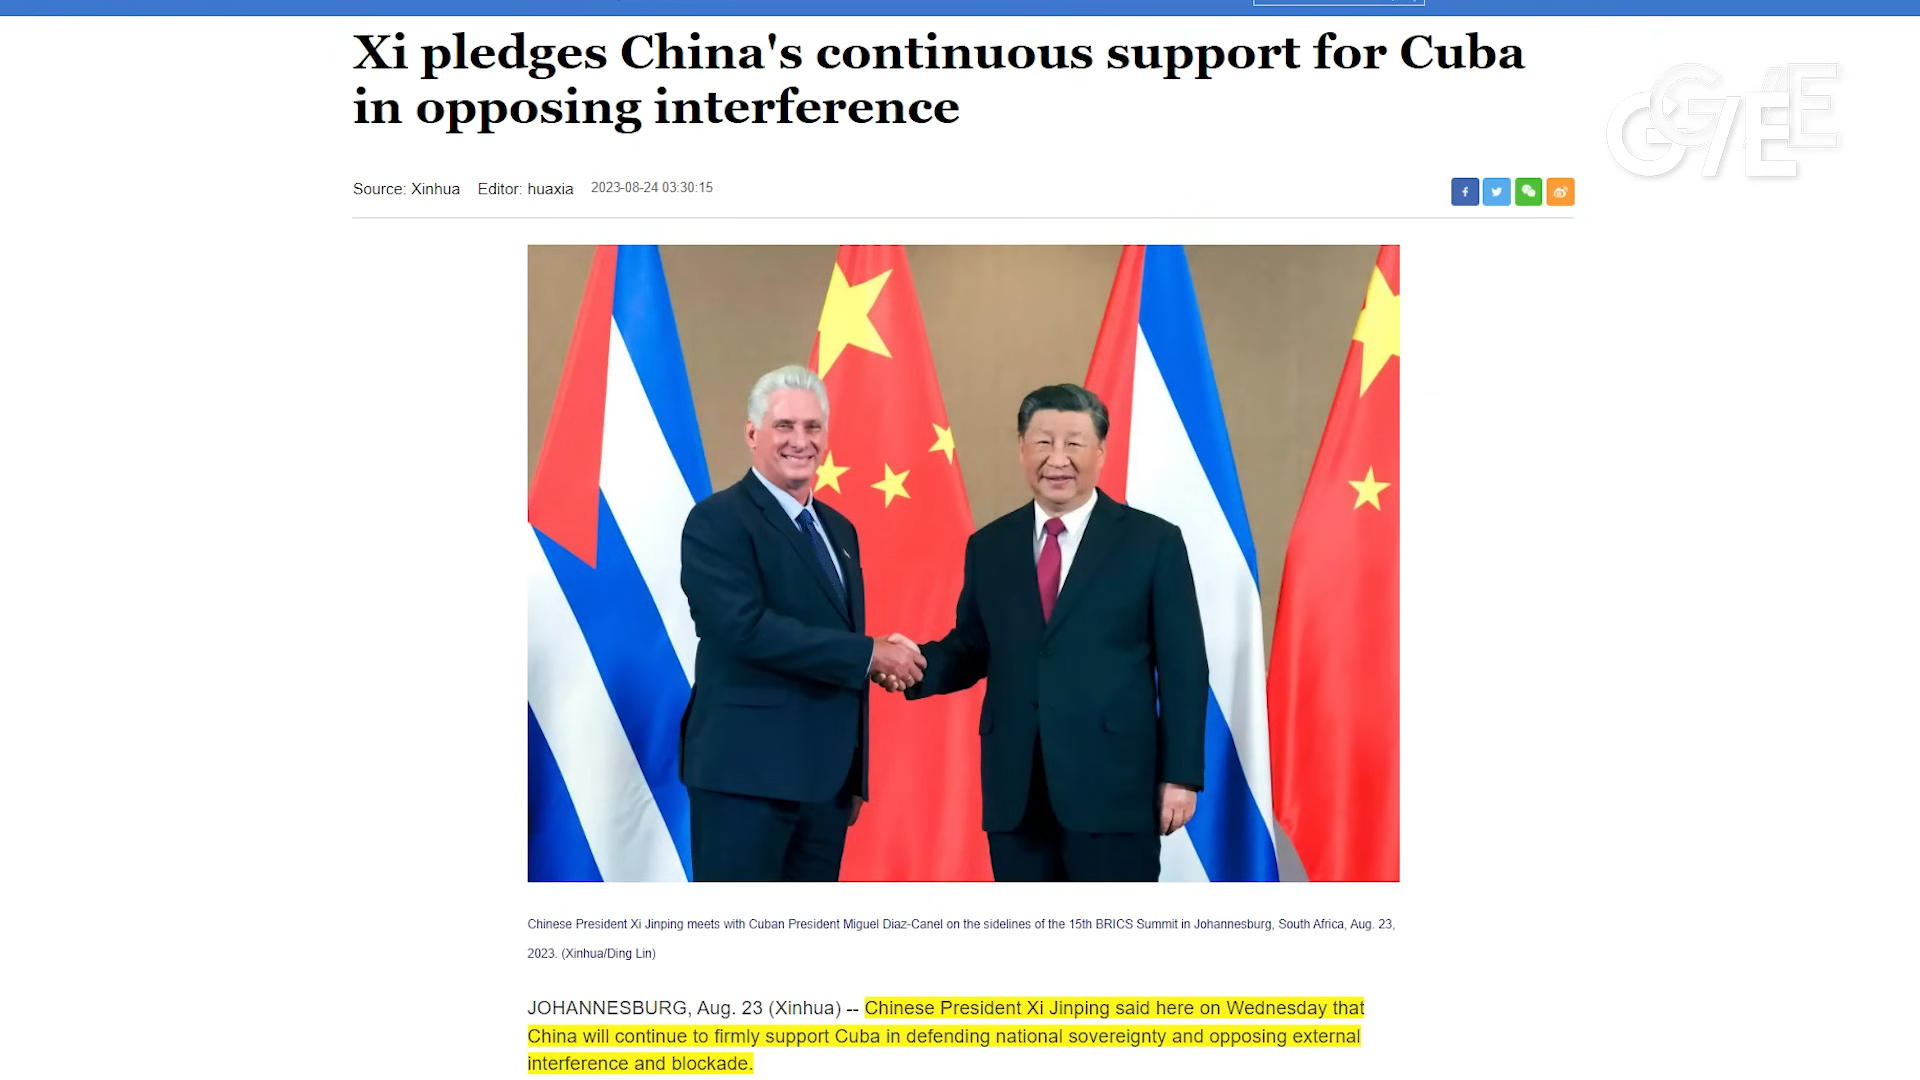 Xi pledges China's continuous support for Cuba
in opposing interference
Source: Xinhua Editor: huaxia 2023-08-24 03:30:15
Chinese President Xi Jinping meets with Cuban President Miguel Diaz-Canel on the sidelines of the 15th BRICS Summit in Johannesburg, South Africa, Aug. 23,
2023. (Xinhua/Ding Lin)
JOHANNESBURG, Aug. 23 (Xinhua) -- Chinese President Xi Jinping said here on Wednesday that
China will continue to firmly support Cuba in defending national sovereignty and opposing external
interference and blockade.